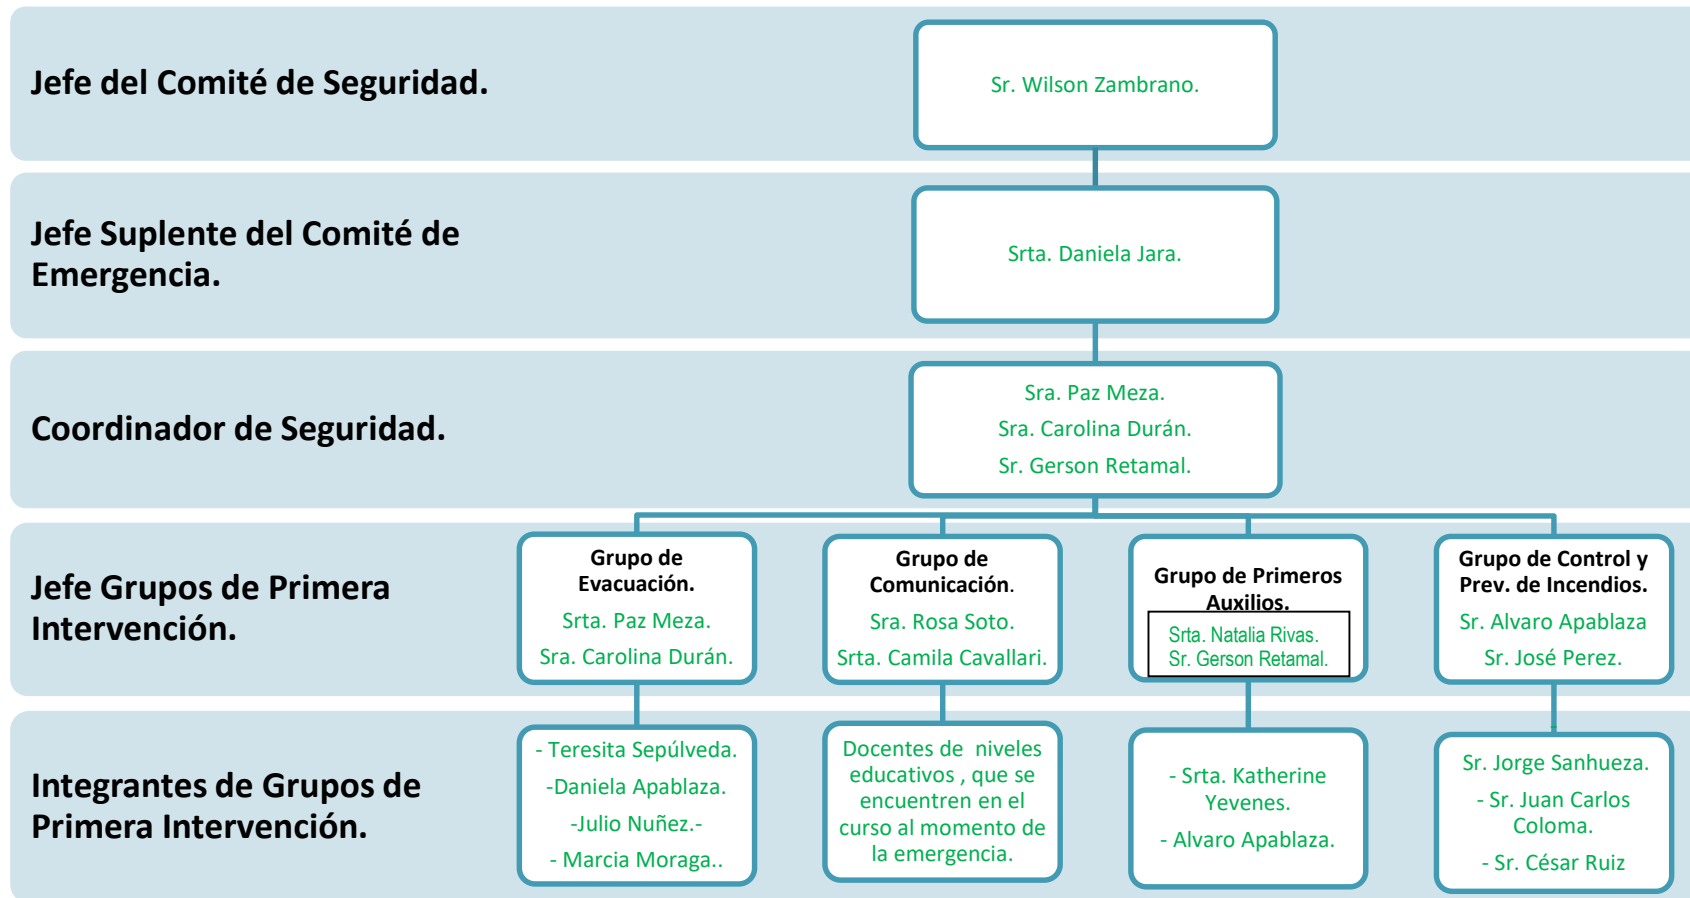 Jefe del Comité de Seguridad.
Sr. Wilson Zambrano.
Jefe Suplente del Comité de
Emergencia.
Srta. Daniela Jara.
Coordinador de Seguridad.
Sra. Paz Meza.
Sra. Carolina Durán.
Sr. Gerson Retamal.
Jefe Grupos de Primera
Intervención.
Grupo de
Evacuación.
Srta. Paz Meza.
Sra. Carolina Durán.
Grupo de
Comunicación.
Sra. Rosa Soto.
Srta. Camila Cavallari.
Grupo de Primeros
Auxilios.
Srta. Natalia Rivas.
Sr. Gerson Retamal.
Grupo de Control y
Prev. de Incendios.
Sr. Alvaro Apablaza
Sr. José Perez.
Integrantes de Grupos de
Primera Intervención.
- Teresita Sepúlveda.
-Daniela Apablaza.
-Julio Nuñez.-
- Marcia Moraga..
Docentes de niveles
educativos , que se
encuentren en el
curso al momento de
la emergencia.
- Srta. Katherine
Yevenes.
- Alvaro Apablaza.
-
Sr. Jorge Sanhueza.
- Sr. Juan Carlos
Coloma.
- Sr. César Ruiz